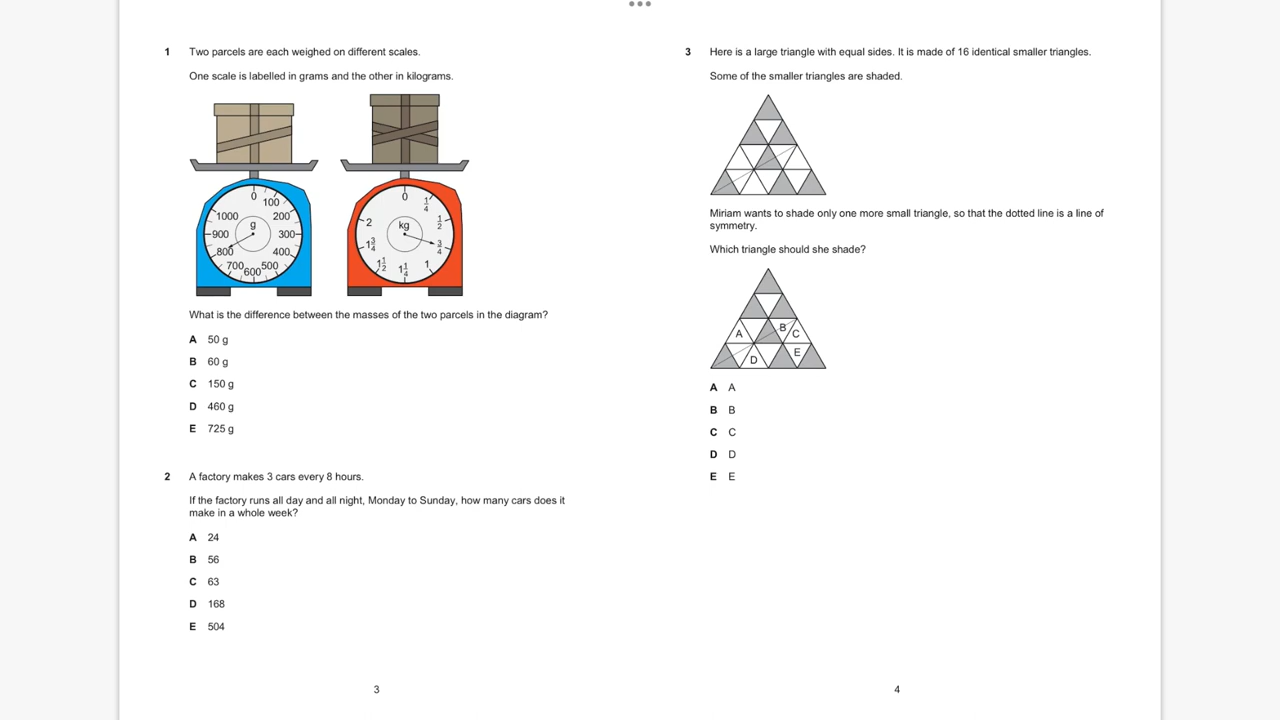 1 Two parcels are each weighed on different scales.
One scale is labelled in grams and the other in kilograms.
0
100
200
300
400
500
600
700
800
900
1000
g
0
1/4
1/2
3/4
1
1 1/4
1 1/2
1 3/4
2
kg
What is the difference between the masses of the two parcels in the diagram?
A 50 g
B 60 g
C 150 g
D 460 g
E 725 g
2 A factory makes 3 cars every 8 hours.
If the factory runs all day and all night, Monday to Sunday, how many cars does it
make in a whole week?
A 24
B 56
C 63
D 168
E 504
3
3 Here is a large triangle with equal sides. It is made of 16 identical smaller triangles.
Some of the smaller triangles are shaded.
Miriam wants to shade only one more small triangle, so that the dotted line is a line of
symmetry.
Which triangle should she shade?
A
B
C
D
E
A A
B B
C C
D D
E E
4